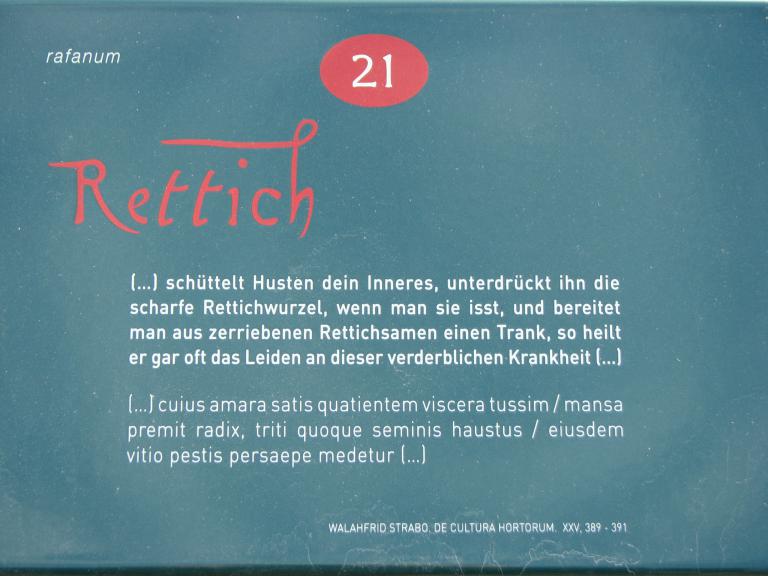 rafanum
21
Rettich
(...) schüttelt Husten dein Inneres, unterdrückt ihn die
scharfe Rettichwurzel, wenn man sie isst, und bereitet
man aus zerriebenen Rettichsamen einen Trank, so heilt
er gar oft das Leiden an dieser verderblichen Krankheit (...)
(...) cuius amara satis quatientem viscera tussim / mansa
premit radix, triti quoque seminis haustus / eiusdem
vitio pestis persaepe medetur (...)
WALAHFRID STRABO. DE CULTURA HORTORUM. XXV, 389 - 391